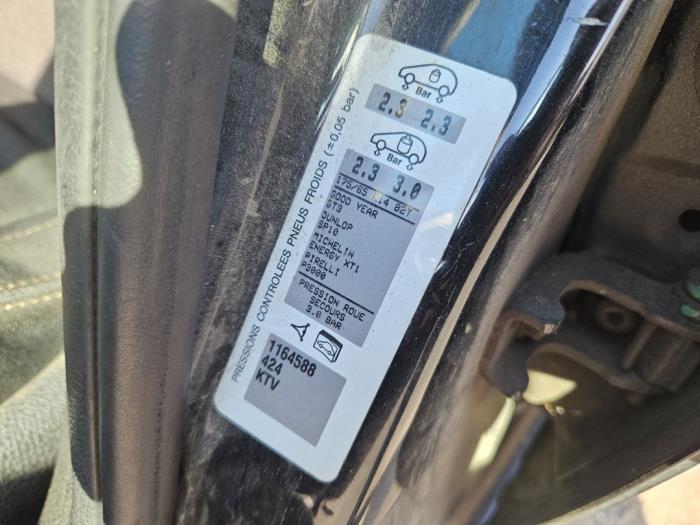 PRESSIONS CONTROLEES PNEUS FROIDS (±0,05 bar)
Bar
2.3 2.3
Bar
2.3 3.0
175/65 R14 82T
GOOD YEAR
GT3
DUNLOP
SP10
MICHELIN
ENERGY XT1
PIRELLI
P3000
PRESSION ROUE
SECOURS
3.0 BAR
1164588
424
KTV